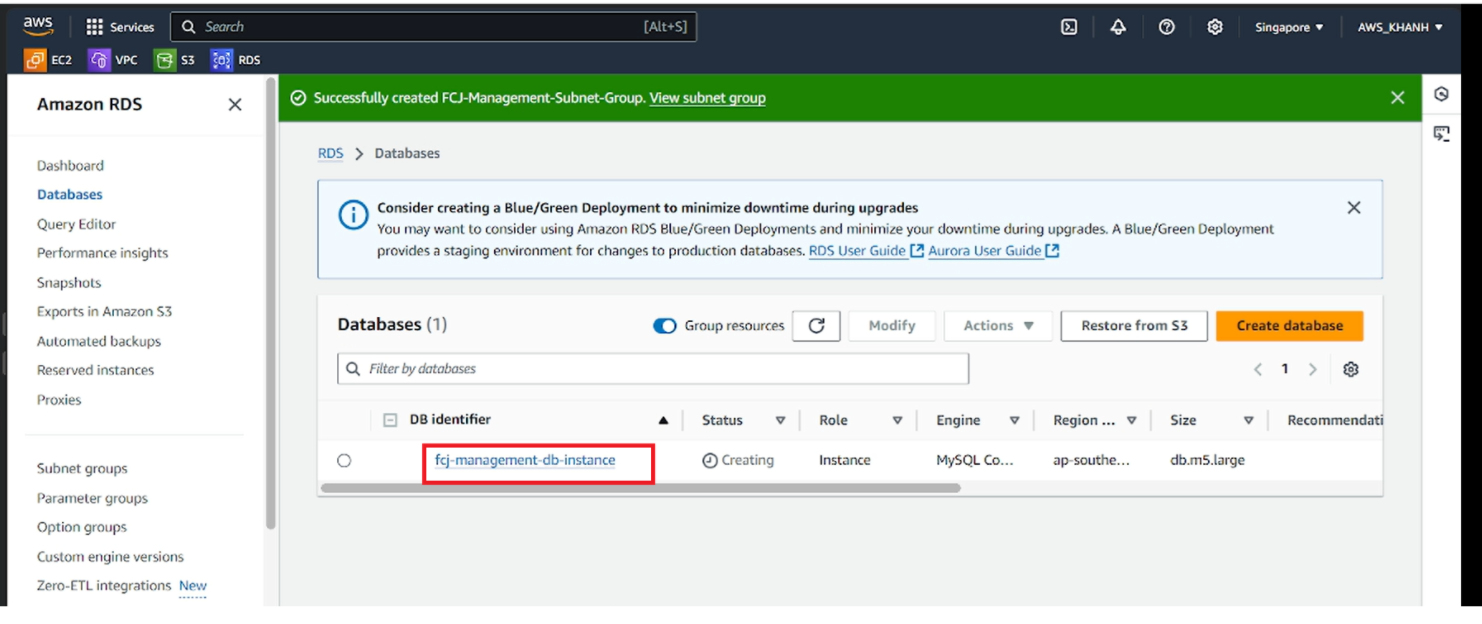 aws Services Search [Alt+S] Singapore ▼ AWS_KHANH ▼
EC2 VPC S3 RDS
Amazon RDS
Dashboard
Databases
Query Editor
Performance insights
Snapshots
Exports in Amazon S3
Automated backups
Reserved instances
Proxies
Subnet groups
Parameter groups
Option groups
Custom engine versions
Zero-ETL integrations New
Successfully created FCJ-Management-Subnet-Group. View subnet group
RDS > Databases
Consider creating a Blue/Green Deployment to minimize downtime during upgrades
You may want to consider using Amazon RDS Blue/Green Deployments and minimize your downtime during upgrades. A Blue/Green Deployment
provides a staging environment for changes to production databases. RDS User Guide Aurora User Guide
Databases (1) Group resources Modify Actions ▼ Restore from S3 Create database
Filter by databases < 1 >
DB identifier ▲ Status ▽ Role ▽ Engine ▽ Region ... ▽ Size ▽ Recommendati
fcj-management-db-instance Creating Instance MySQL Co... ap-southe... db.m5.large